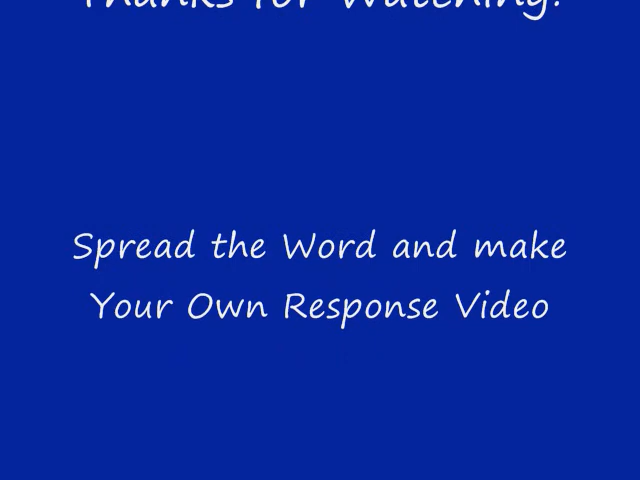 Thanks for Watching!
Spread the Word and make
Your Own Response Video